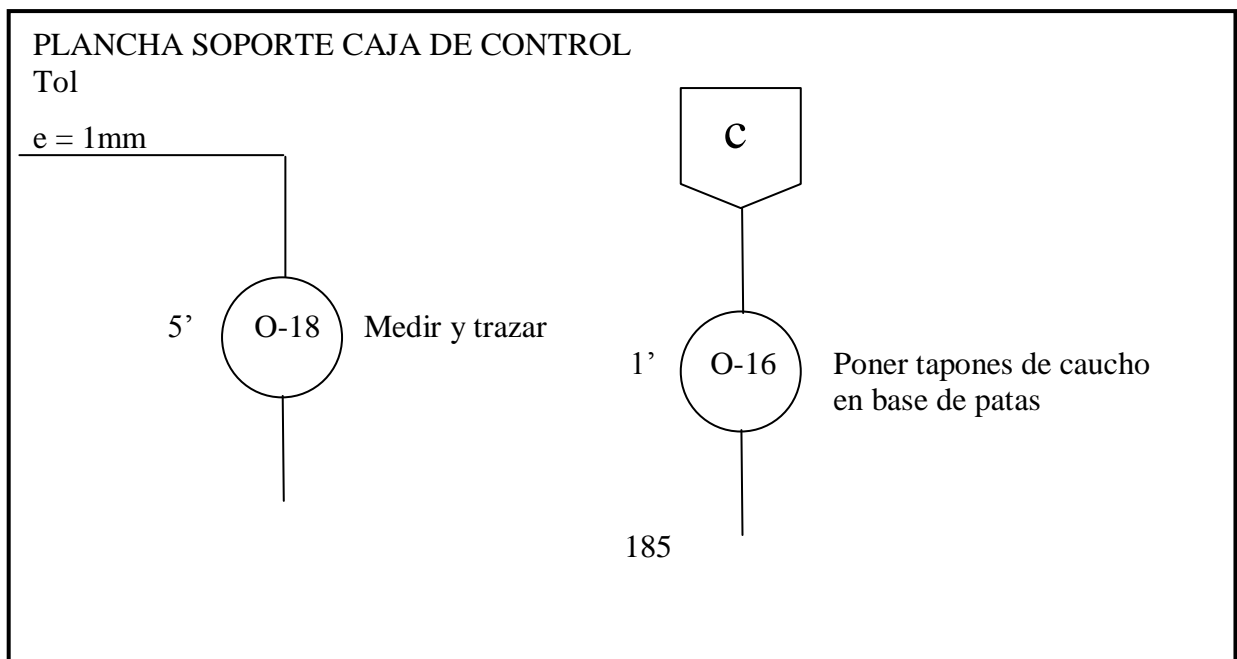 PLANCHA SOPORTE CAJA DE CONTROL
Tol
e = 1mm
c
5’ O-18 Medir y trazar
1’ O-16 Poner tapones de caucho
en base de patas
185